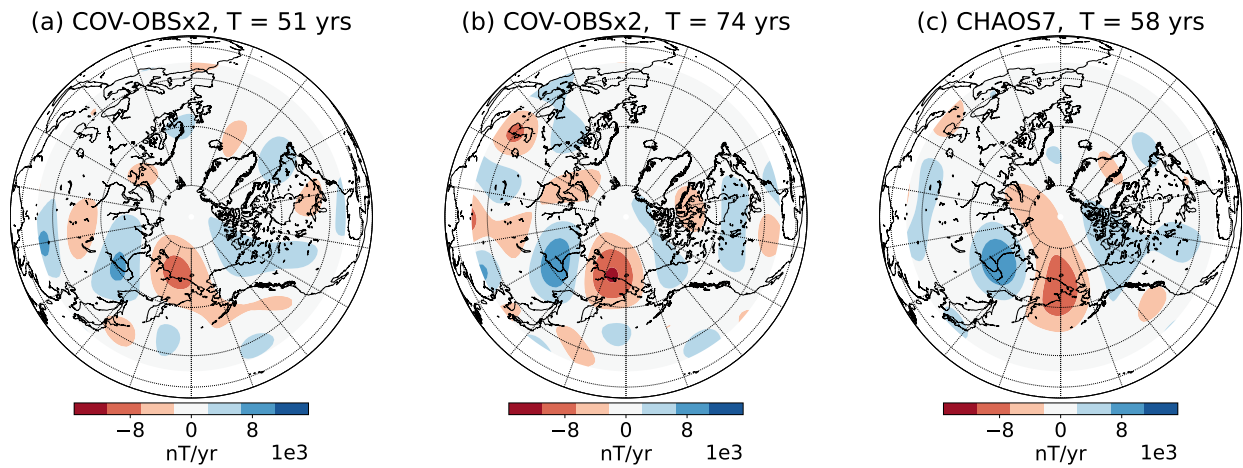 (a) COV-OBSx2, T = 51 yrs
−8 0 8
nT/yr 1e3
(b) COV-OBSx2, T = 74 yrs
−8 0 8
nT/yr 1e3
(c) CHAOS7, T = 58 yrs
−8 0 8
nT/yr 1e3